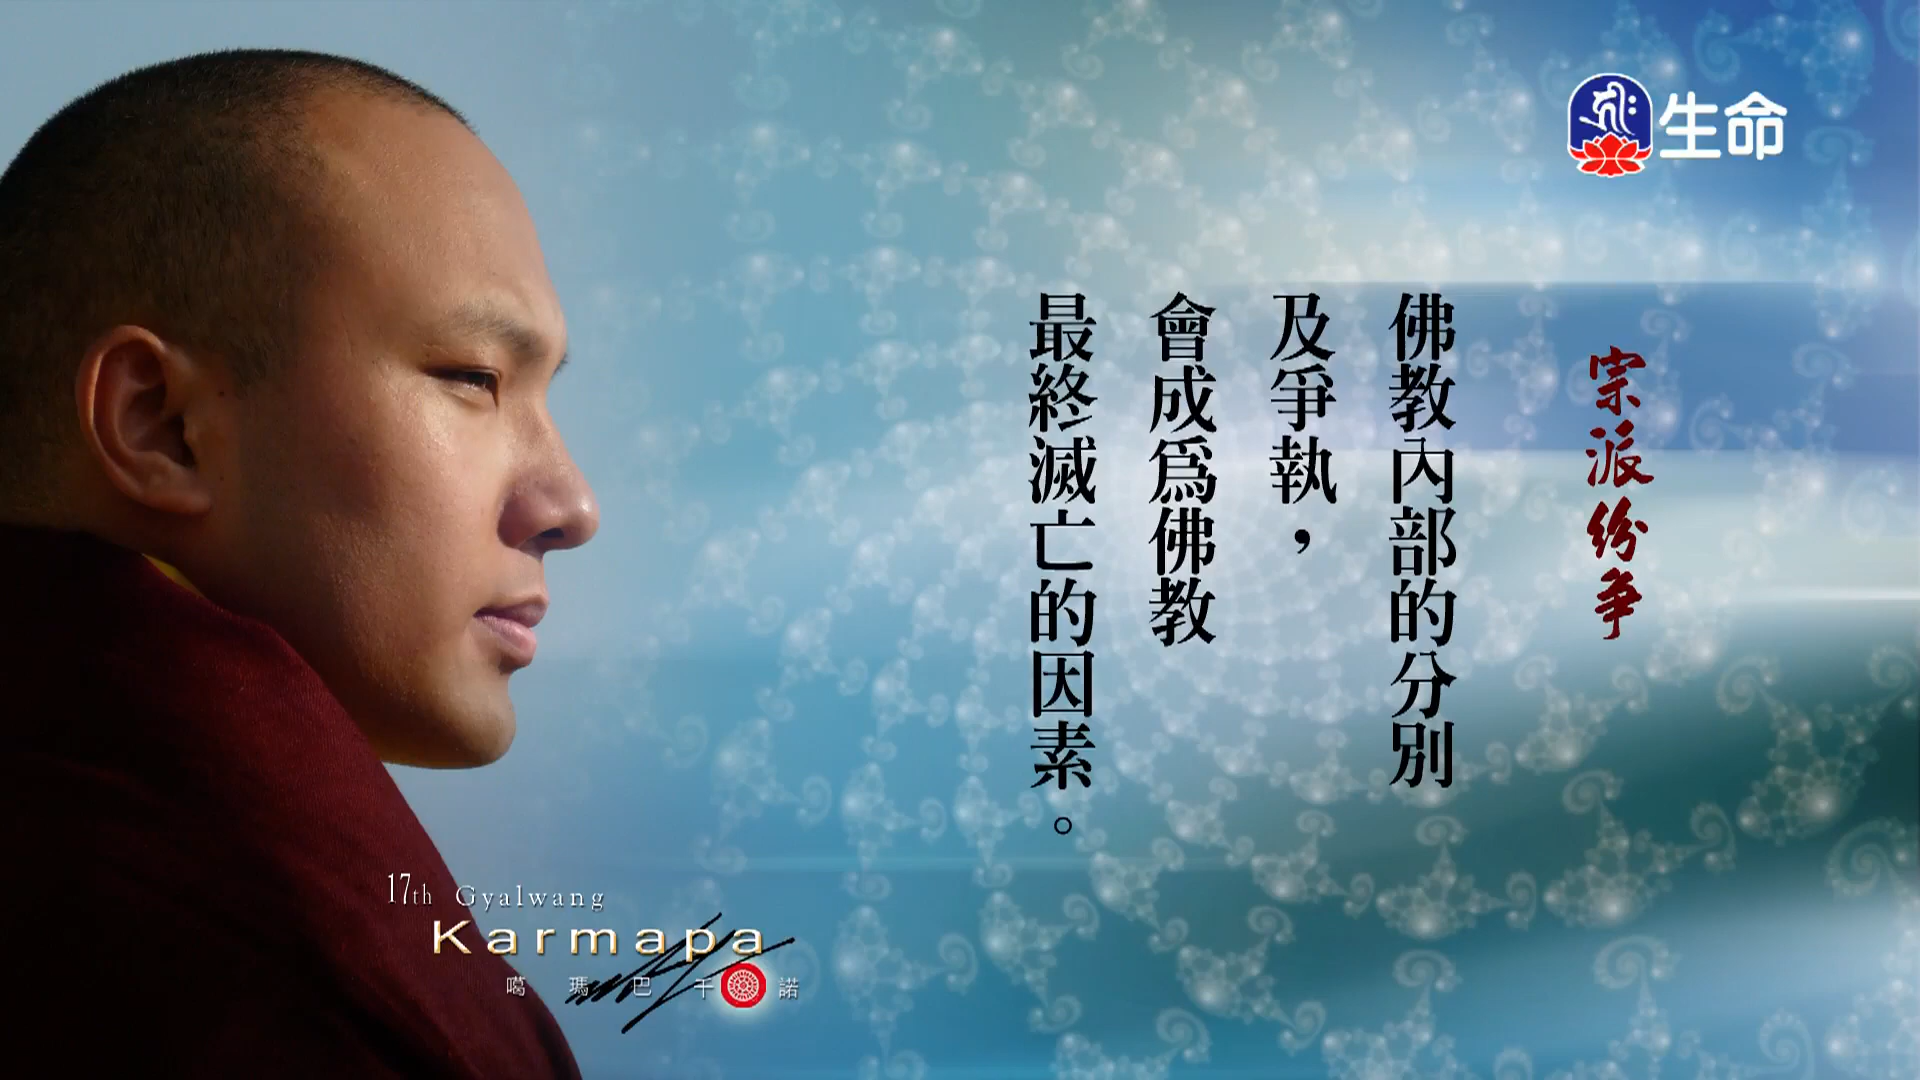 生命
宗派紛爭
佛教內部的分別
及爭執，
會成爲佛教
最終滅亡的因素。
17th Gyalwang
Karmapa
噶瑪巴千諾